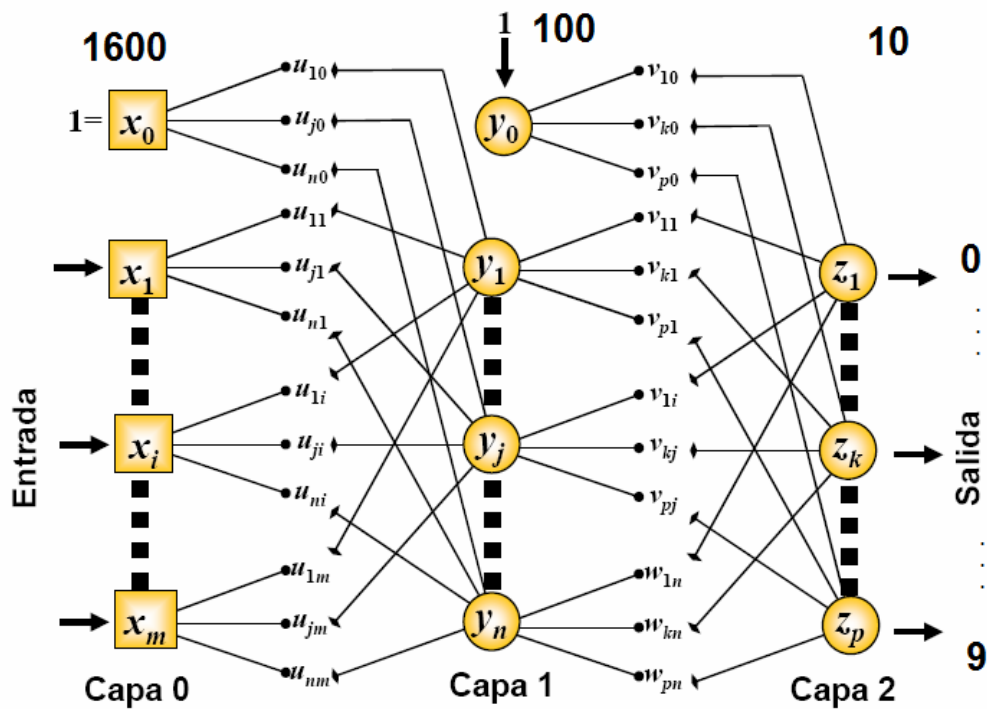 1600
1
100
10
1= x0
u10
uj0
un0
y0
v10
vk0
vp0
x1
u11
uj1
un1
y1
v11
vk1
vp1
z1
0
. . .
Entrada
xi
u1i
uji
uni
yj
v1i
vkj
vpj
zk
Salida
. . .
xm
u1m
ujm
unm
yn
w1n
wkn
wpn
zp
9
Capa 0
Capa 1
Capa 2